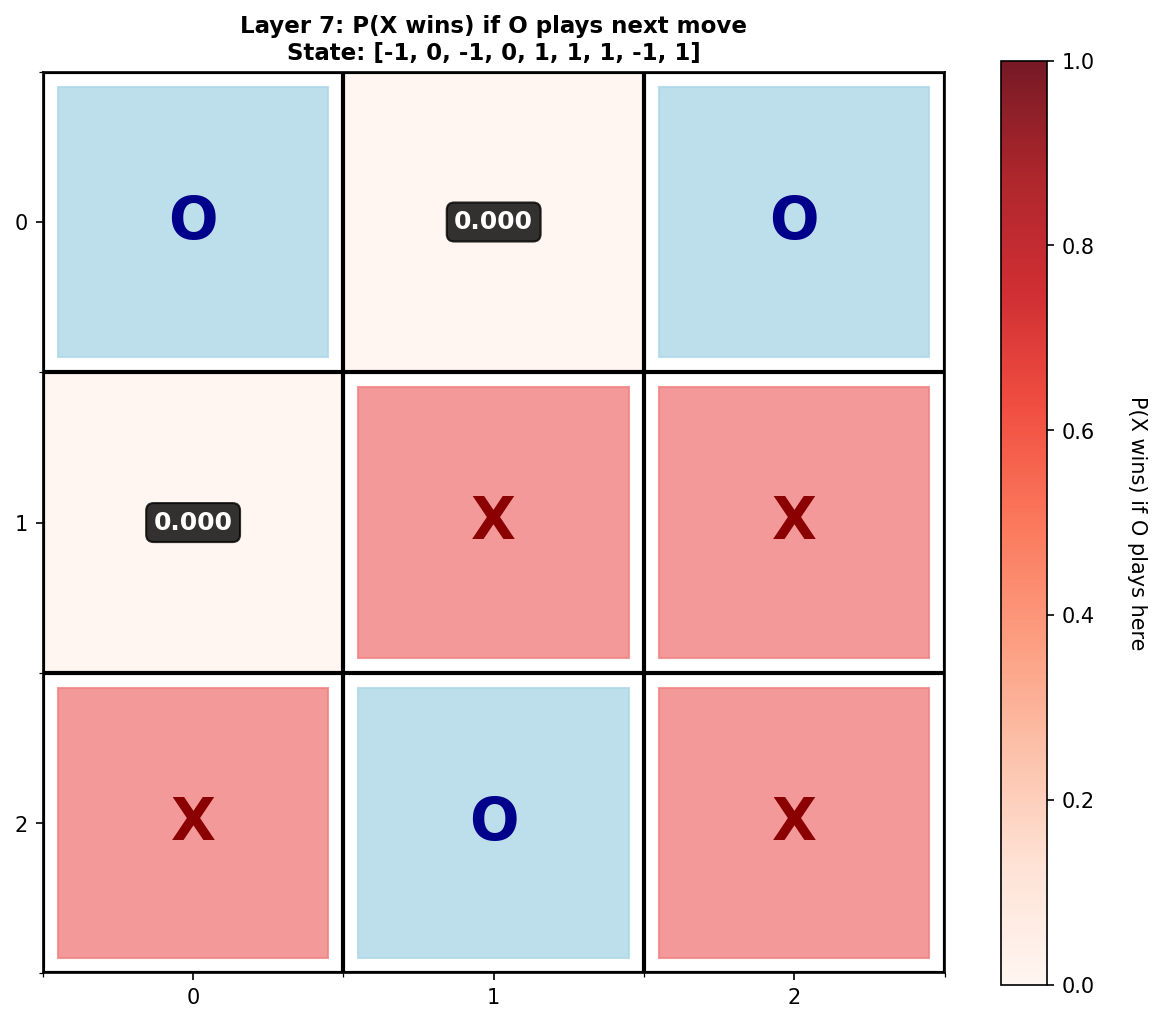 Layer 7: P(X wins) if O plays next move
State: [-1, 0, -1, 0, 1, 1, 1, -1, 1]
0
O
0.000
O
1
0.000
X
X
2
X
O
X
0
1
2
1.0
0.8
0.6
0.4
0.2
0.0
P(X wins) if O plays here